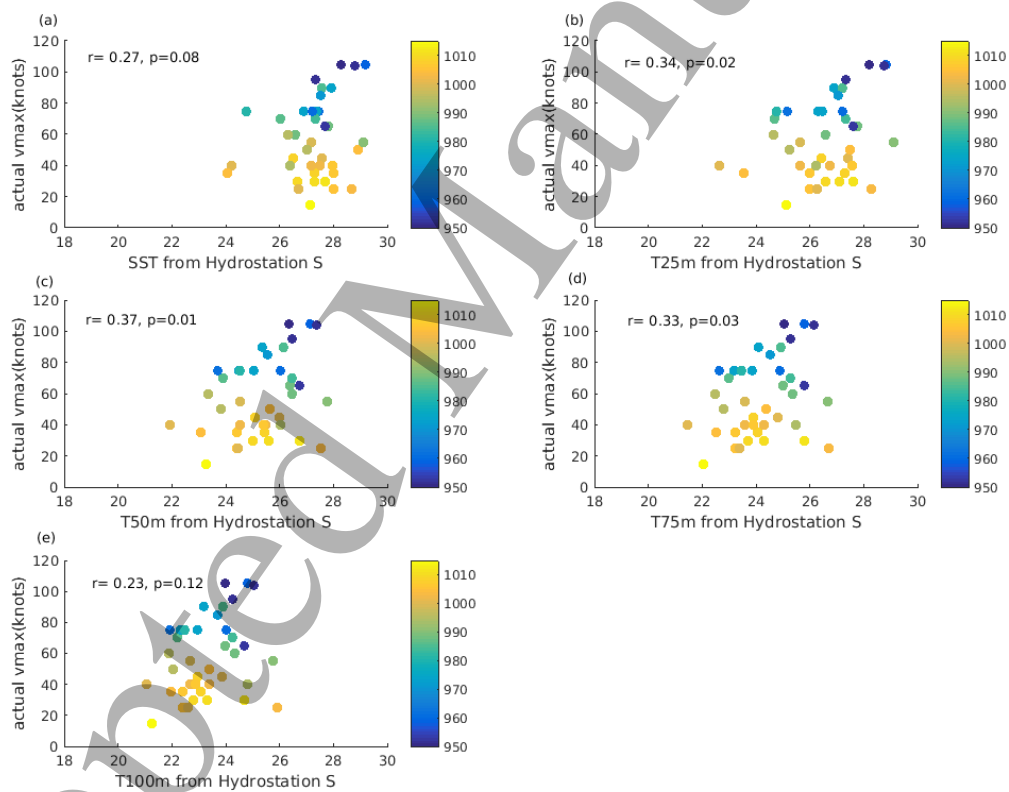 (a)
r= 0.27, p=0.08
actual vmax(knots)
120
100
80
60
40
20
0
18 20 22 24 26 28 30
SST from Hydrostation S
1010
1000
990
980
970
960
950
(b)
r= 0.34, p=0.02
actual vmax(knots)
120
100
80
60
40
20
0
18 20 22 24 26 28 30
T25m from Hydrostation S
1010
1000
990
980
970
960
950
(c)
r= 0.37, p=0.01
actual vmax(knots)
120
100
80
60
40
20
0
18 20 22 24 26 28 30
T50m from Hydrostation S
1010
1000
990
980
970
960
950
(d)
r= 0.33, p=0.03
actual vmax(knots)
120
100
80
60
40
20
0
18 20 22 24 26 28 30
T75m from Hydrostation S
1010
1000
990
980
970
960
950
(e)
r= 0.23, p=0.12
actual vmax(knots)
120
100
80
60
40
20
0
18 20 22 24 26 28 30
T100m from Hydrostation S
1010
1000
990
980
970
960
950
pted Man